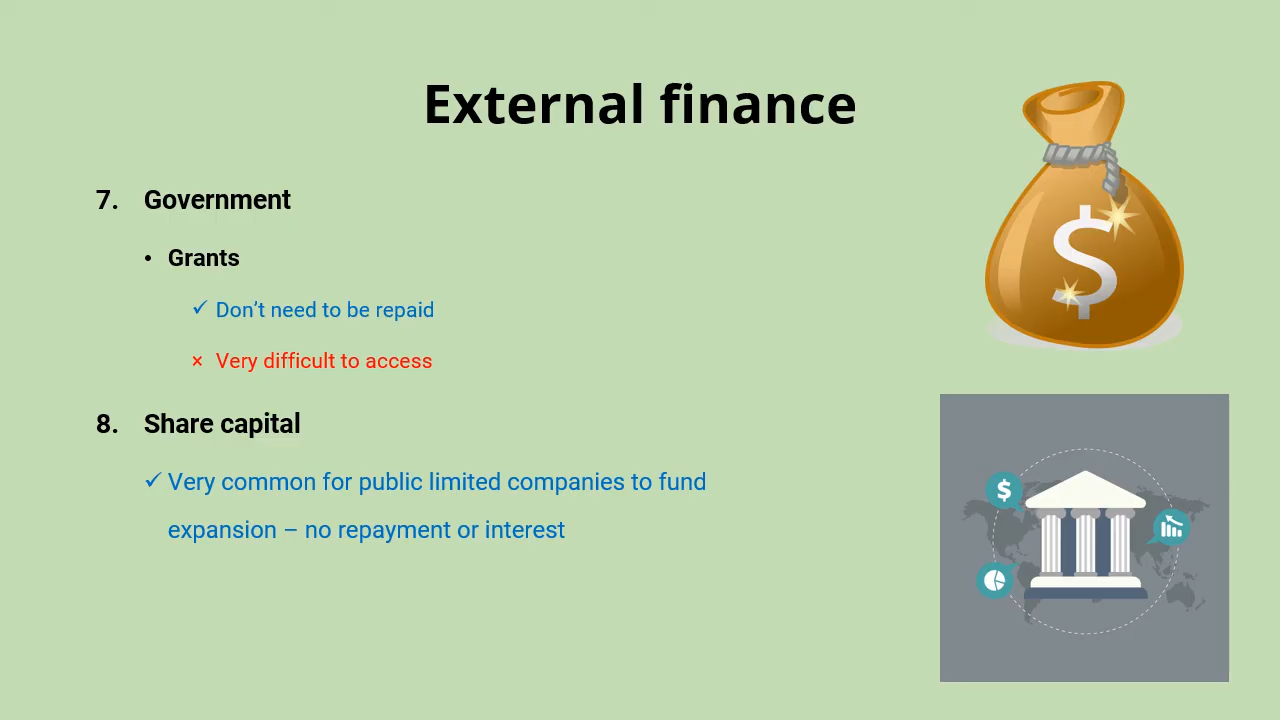 External finance
7. Government
• Grants
✓ Don’t need to be repaid
× Very difficult to access
8. Share capital
✓ Very common for public limited companies to fund
expansion – no repayment or interest
$
$